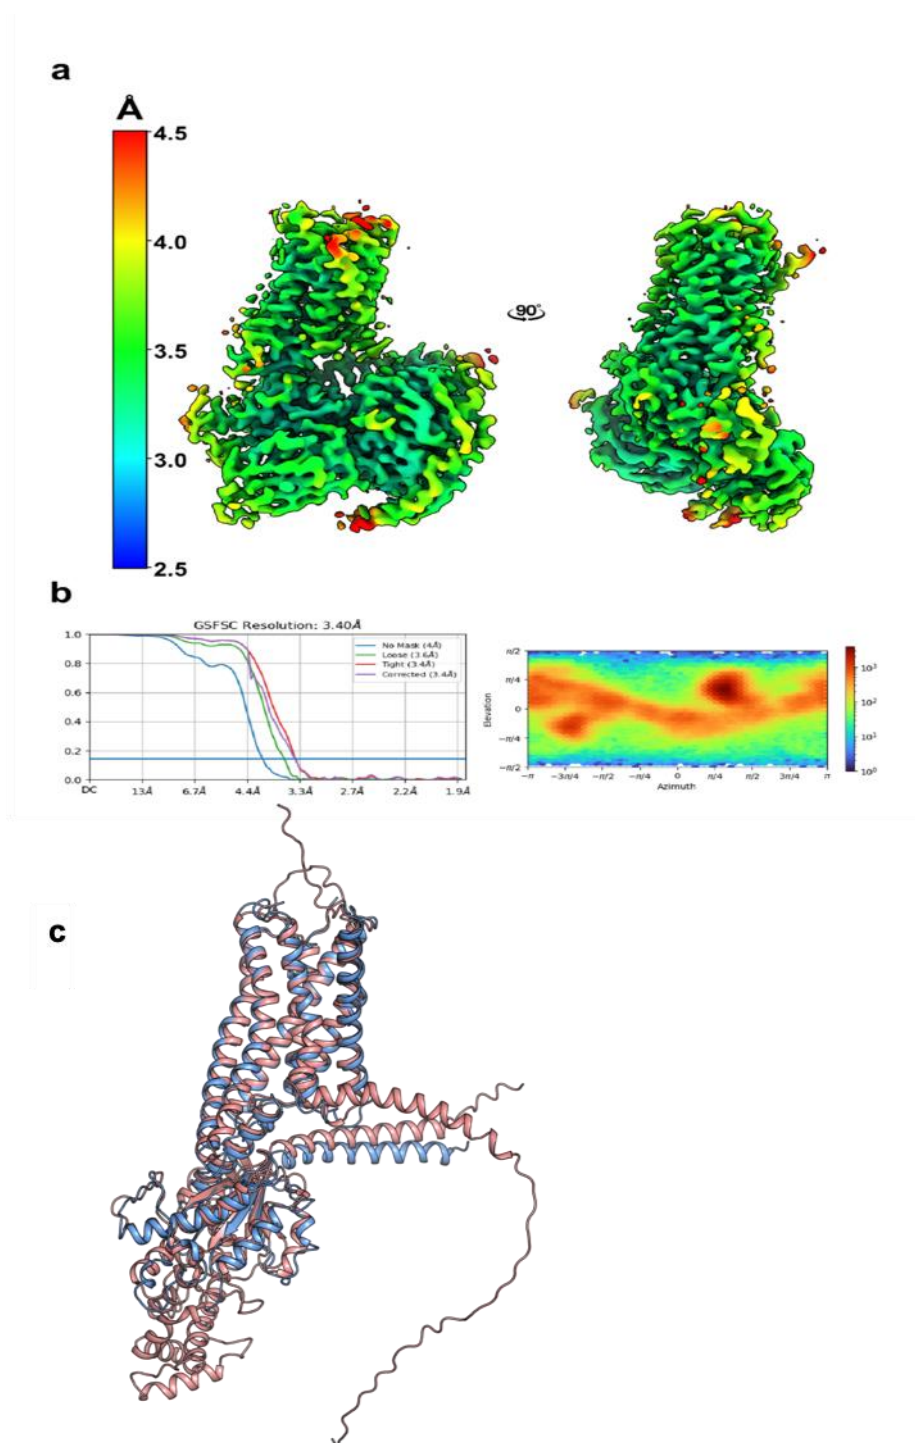 a
Å
4.5
4.0
3.5
3.0
2.5
90°
b
GSFSC Resolution: 3.40Å
1.0
0.8
0.6
0.4
0.2
0.0
DC
13Å
6.7Å
4.4Å
3.3Å
2.7Å
2.2Å
1.9Å
No Mask (4Å)
Loose (3.6Å)
Tight (3.4Å)
Corrected (3.4Å)
Elevation
π/2
π/4
0
−π/4
−π/2
−π
−3π/4
−π/2
−π/4
0
π/4
π/2
3π/4
π
Azimuth
10³
10²
10¹
10⁰
c